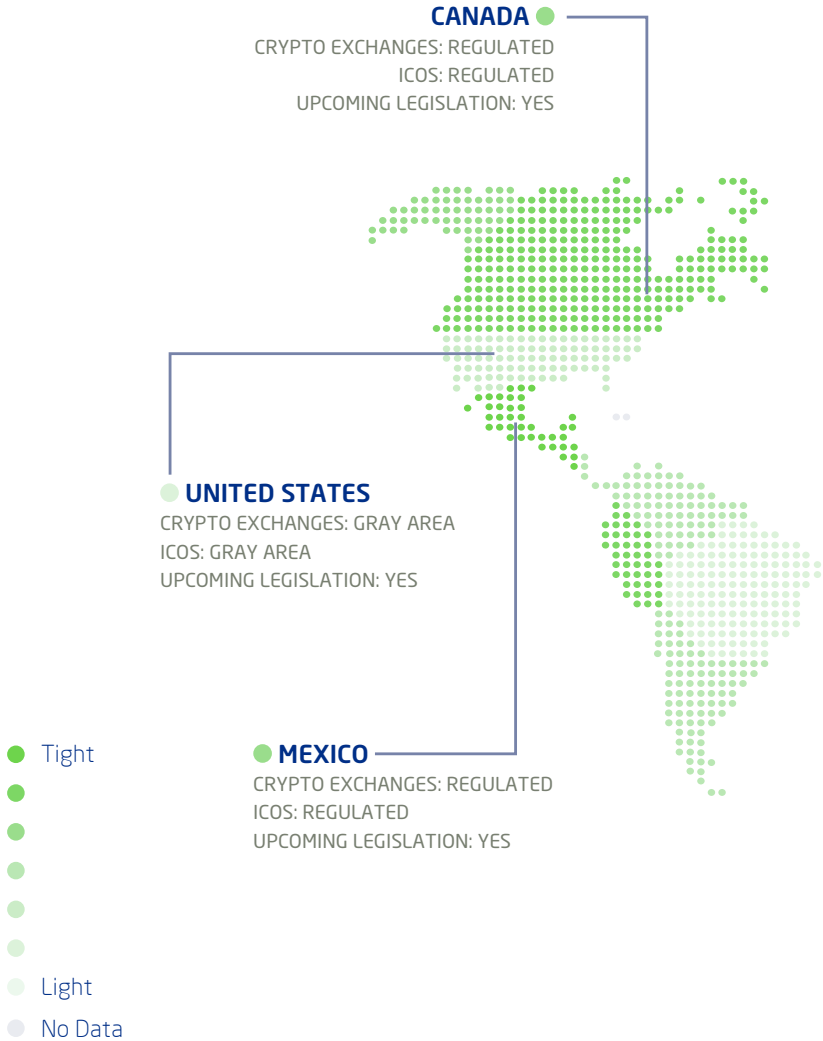 CANADA
CRYPTO EXCHANGES: REGULATED
ICOS: REGULATED
UPCOMING LEGISLATION: YES
UNITED STATES
CRYPTO EXCHANGES: GRAY AREA
ICOS: GRAY AREA
UPCOMING LEGISLATION: YES
MEXICO
CRYPTO EXCHANGES: REGULATED
ICOS: REGULATED
UPCOMING LEGISLATION: YES
Tight
Light
No Data